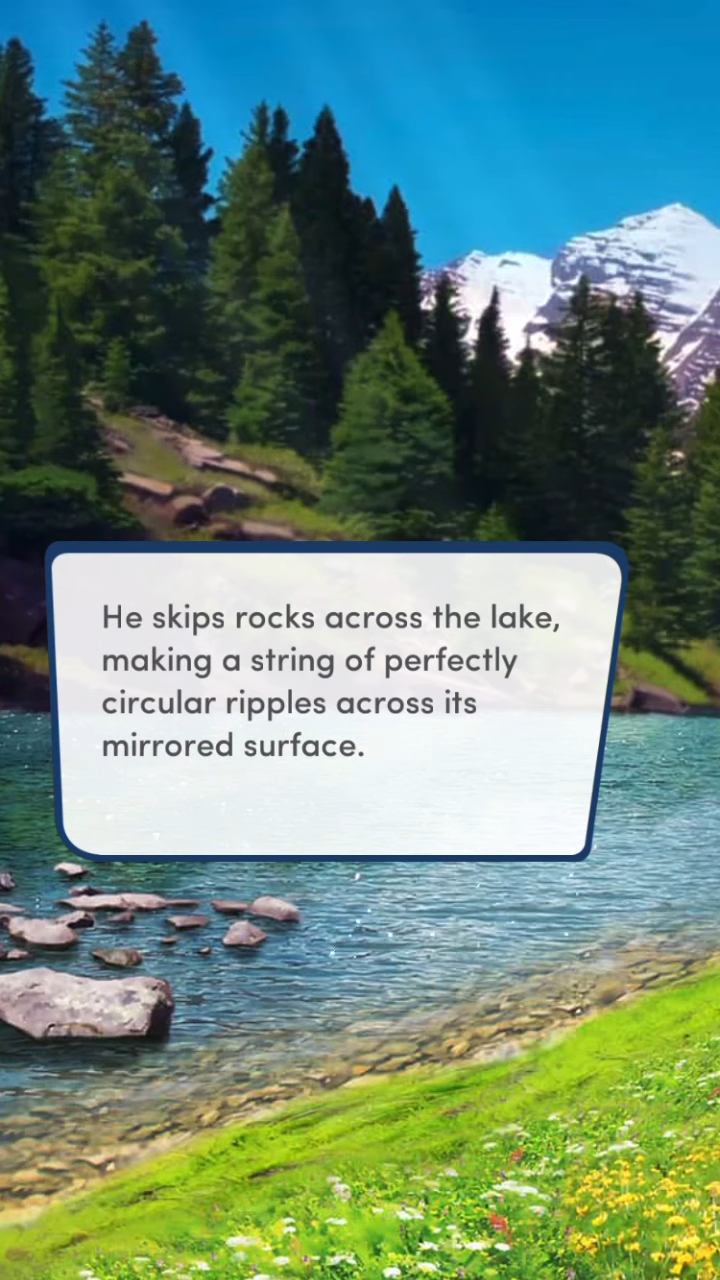 He skips rocks across the lake,
making a string of perfectly
circular ripples across its
mirrored surface.